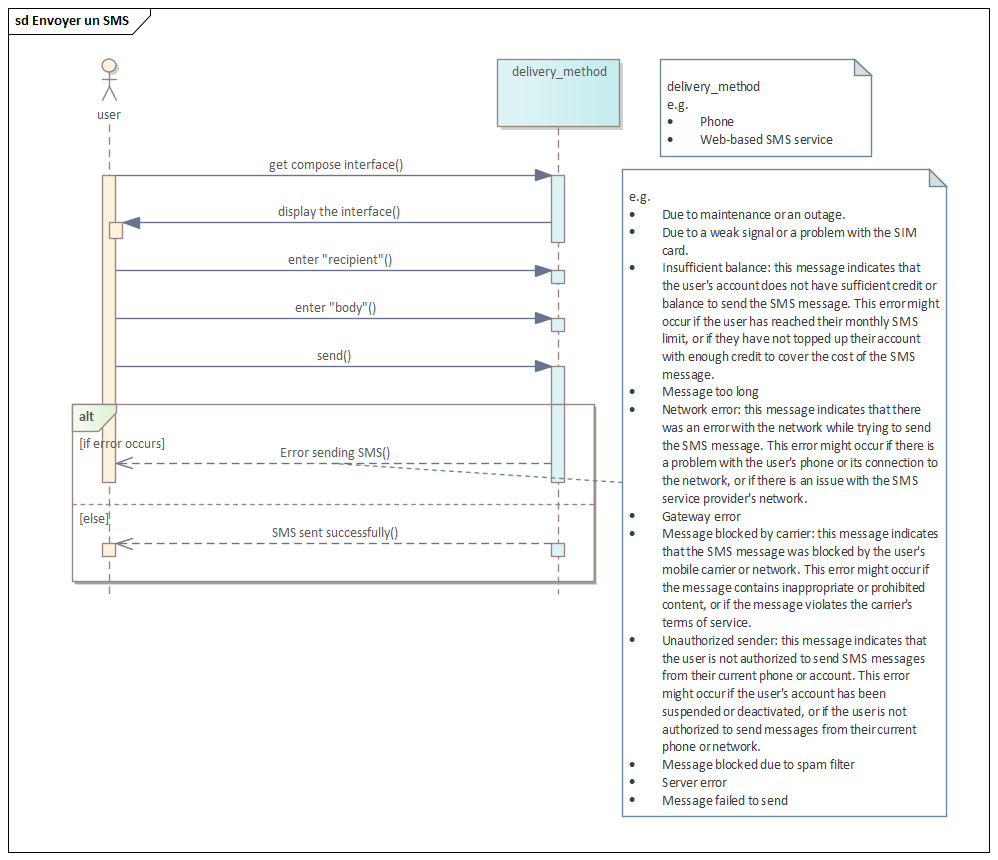 sd Envoyer un SMS
user
delivery_method
delivery_method
e.g.
• Phone
• Web-based SMS service
get compose interface()
display the interface()
enter "recipient"()
enter "body"()
send()
alt
[if error occurs]
Error sending SMS()
[else]
SMS sent successfully()
e.g.
• Due to maintenance or an outage.
• Due to a weak signal or a problem with the SIM
card.
• Insufficient balance: this message indicates that
the user's account does not have sufficient credit or
balance to send the SMS message. This error might
occur if the user has reached their monthly SMS
limit, or if they have not topped up their account
with enough credit to cover the cost of the SMS
message.
• Message too long
• Network error: this message indicates that there
was an error with the network while trying to send
the SMS message. This error might occur if there is
a problem with the user's phone or its connection to
the network, or if there is an issue with the SMS
service provider's network.
• Gateway error
• Message blocked by carrier: this message indicates
that the SMS message was blocked by the user's
mobile carrier or network. This error might occur if
the message contains inappropriate or prohibited
content, or if the message violates the carrier's
terms of service.
• Unauthorized sender: this message indicates that
the user is not authorized to send SMS messages
from their current phone or account. This error
might occur if the user's account has been
suspended or deactivated, or if the user is not
authorized to send messages from their current
phone or network.
• Message blocked due to spam filter
• Server error
• Message failed to send